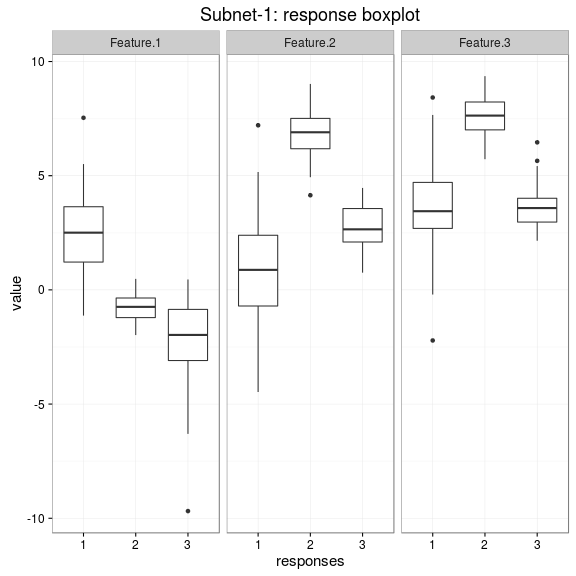 Subnet-1: response boxplot
Feature.1 Feature.2 Feature.3
10
5
0
-5
-10
value
1 2 3 1 2 3 1 2 3
responses